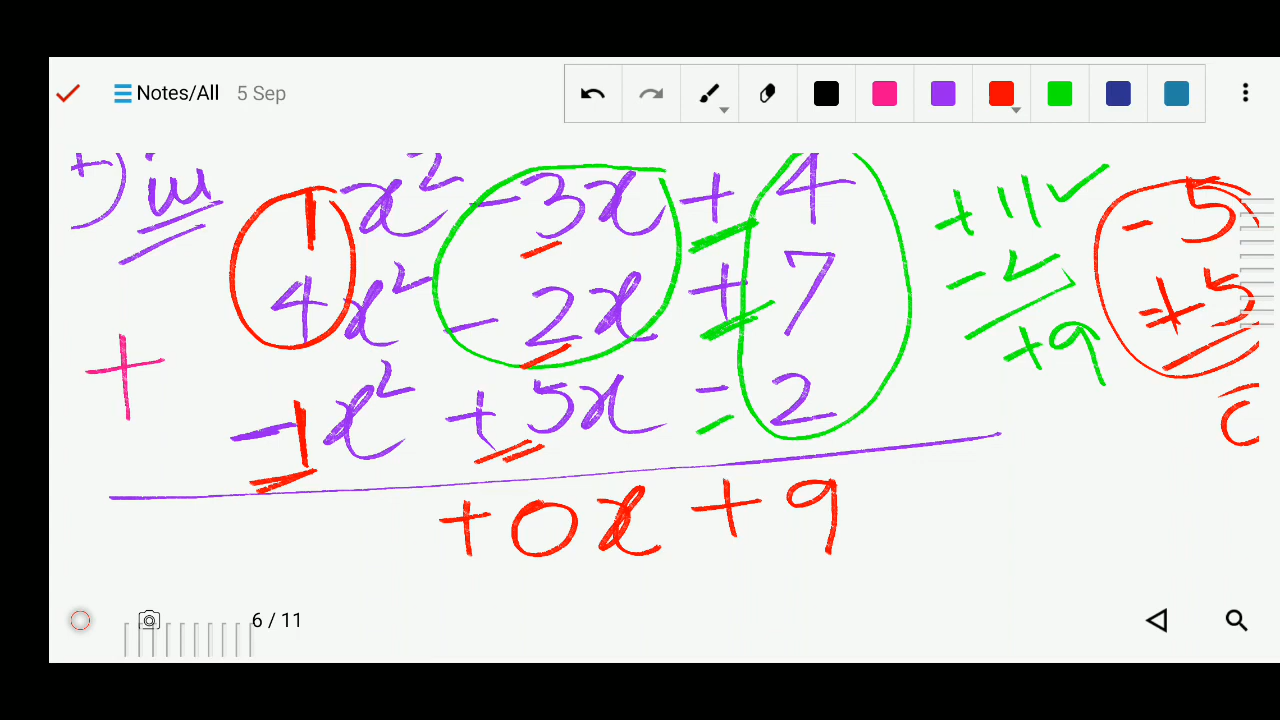 Notes/All 5 Sep
iii x² - 3x + 4
4x² - 2x + 7
+
-1x² + 5x - 2
+0x + 9
+11
-2
+9
-5
+5
6 / 11